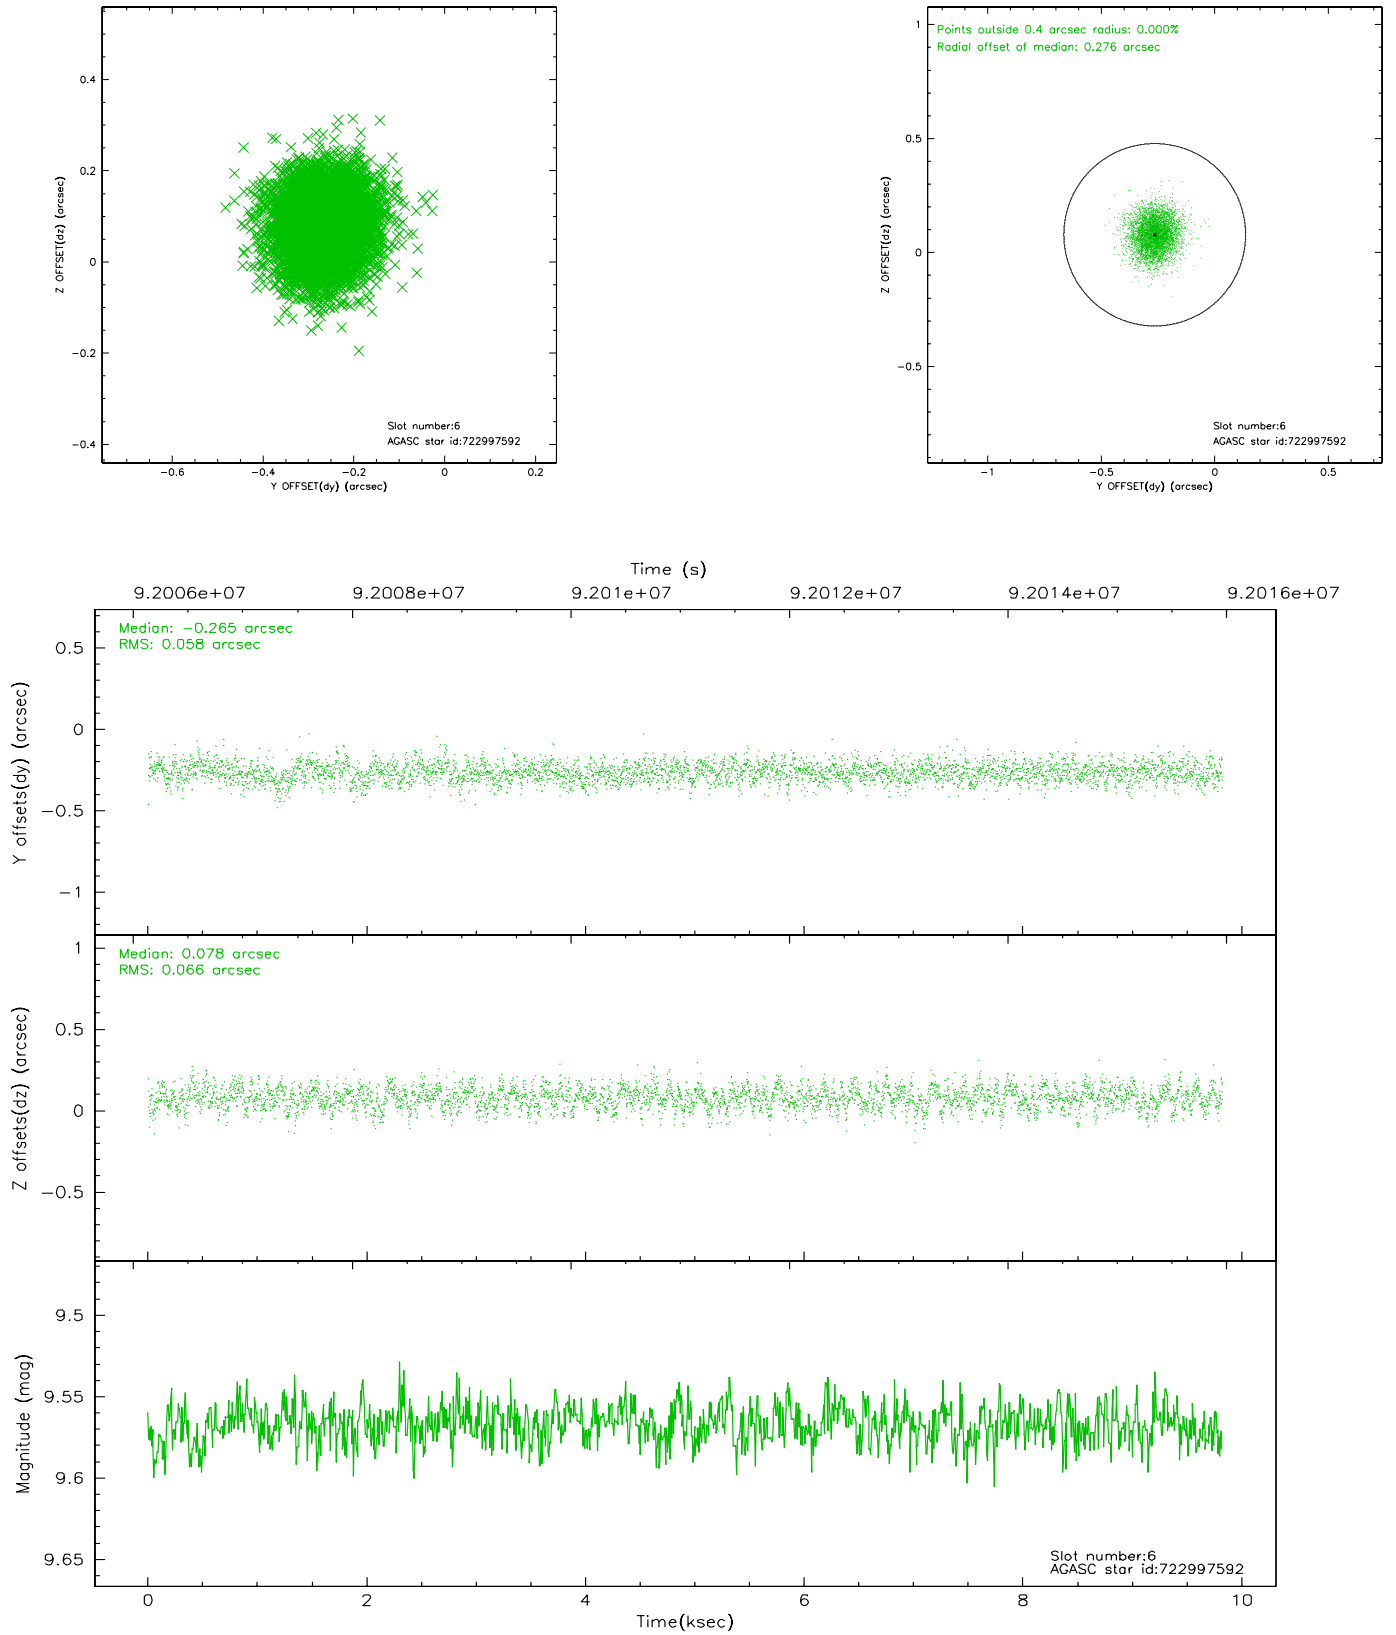 0.4
0.2
0
−0.2
−0.4
Z OFFSET(dz) (arcsec)
Slot number:6
AGASC star id:722997592
−0.6 −0.4 −0.2 0 0.2
Y OFFSET(dy) (arcsec)
Points outside 0.4 arcsec radius: 0.000%
Radial offset of median: 0.276 arcsec
1
0.5
0
−0.5
Z OFFSET(dz) (arcsec)
Slot number:6
AGASC star id:722997592
−1 −0.5 0 0.5
Y OFFSET(dy) (arcsec)
Time (s)
9.2006e+07 9.2008e+07 9.201e+07 9.2012e+07 9.2014e+07 9.2016e+07
Median: −0.265 arcsec
RMS: 0.058 arcsec
0.5
0
−0.5
−1
Y offsets(dy) (arcsec)
Median: 0.078 arcsec
RMS: 0.066 arcsec
1
0.5
0
−0.5
Z offsets(dz) (arcsec)
9.5
9.55
9.6
9.65
Magnitude (mag)
Slot number:6
AGASC star id:722997592
0 2 4 6 8 10
Time(ksec)